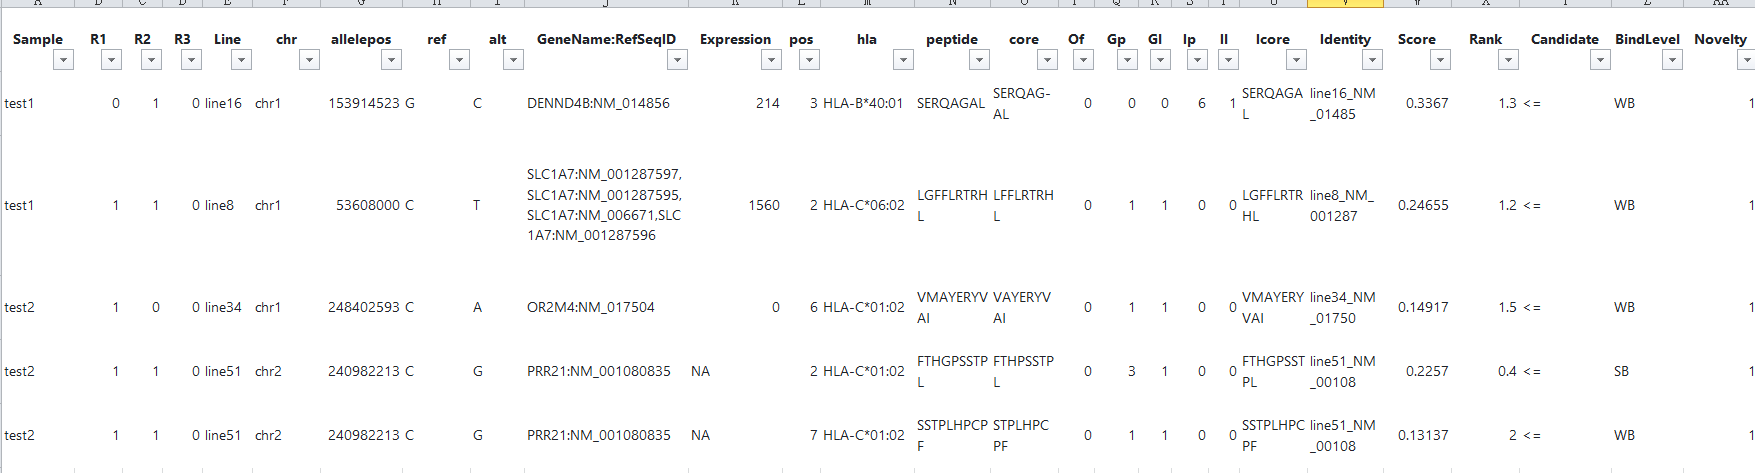 Sample R1 R2 R3 Line chr allelepos ref alt GeneName:RefSeqID Expression pos hla peptide core Of Gp Gl Ip Il Icore Identity Score Rank Candidate BindLevel Novelty
test1 0 1 0 line16 chr1 153914523 G C DENND4B:NM_014856 214 3 HLA-B*40:01 SERQAGAL SERQAG-AL 0 0 0 6 1 SERQAGAL line16_NM_01485 0.3367 1.3 <= WB 1
test1 1 1 0 line8 chr1 53608000 C T SLC1A7:NM_001287597,SLC1A7:NM_001287595,SLC1A7:NM_006671,SLC1A7:NM_001287596 1560 2 HLA-C*06:02 LGFFLRTRHL LFFLRTRHL 0 1 1 0 0 LGFFLRTRHL line8_NM_001287 0.24655 1.2 <= WB 1
test2 1 0 0 line34 chr1 248402593 C A OR2M4:NM_017504 0 6 HLA-C*01:02 VMAYERYVAI VAYERYVAI 0 1 1 0 0 VMAYERYVAI line34_NM_01750 0.14917 1.5 <= WB 1
test2 1 1 0 line51 chr2 240982213 C G PRR21:NM_001080835 NA 2 HLA-C*01:02 FTHGPSSTPL FTHPSSTPL 0 3 1 0 0 FTHGPSSTPL line51_NM_00108 0.2257 0.4 <= SB 1
test2 1 1 0 line51 chr2 240982213 C G PRR21:NM_001080835 NA 7 HLA-C*01:02 SSTPLHPCPF STPLHPCPF 0 1 1 0 0 SSTPLHPCPF line51_NM_00108 0.13137 2 <= WB 1